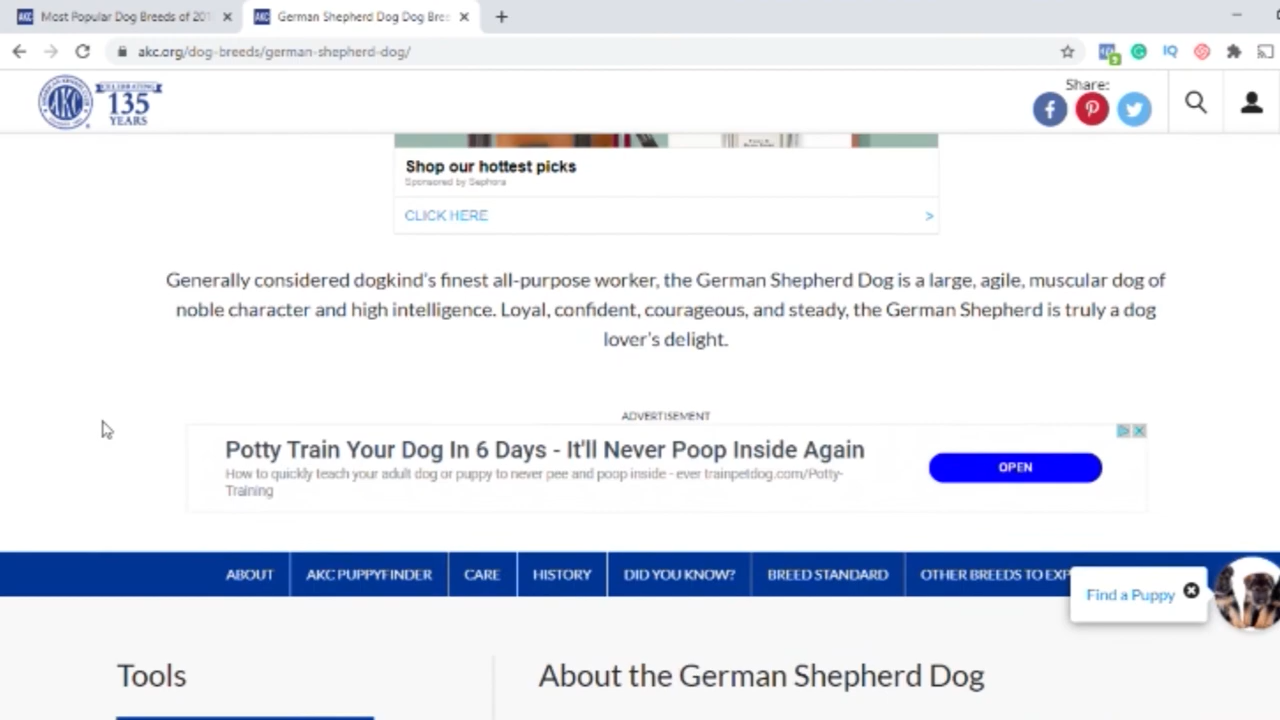 Most Popular Dog Breeds of 201
German Shepherd Dog Dog Bree
akc.org/dog-breeds/german-shepherd-dog/
IQ
9
AKC
CELEBRATING
135
YEARS
Share:
Shop our hottest picks
Sponsored by Sephora
CLICK HERE >
Generally considered dogkind's finest all-purpose worker, the German Shepherd Dog is a large, agile, muscular dog of
noble character and high intelligence. Loyal, confident, courageous, and steady, the German Shepherd is truly a dog
lover's delight.
ADVERTISEMENT
Potty Train Your Dog In 6 Days - It'll Never Poop Inside Again
How to quickly teach your adult dog or puppy to never pee and poop inside - ever trainpetdog.com/Potty-
Training
OPEN
ABOUT AKC PUPPYFINDER CARE HISTORY DID YOU KNOW? BREED STANDARD OTHER BREEDS TO EXP
Find a Puppy
Tools
About the German Shepherd Dog